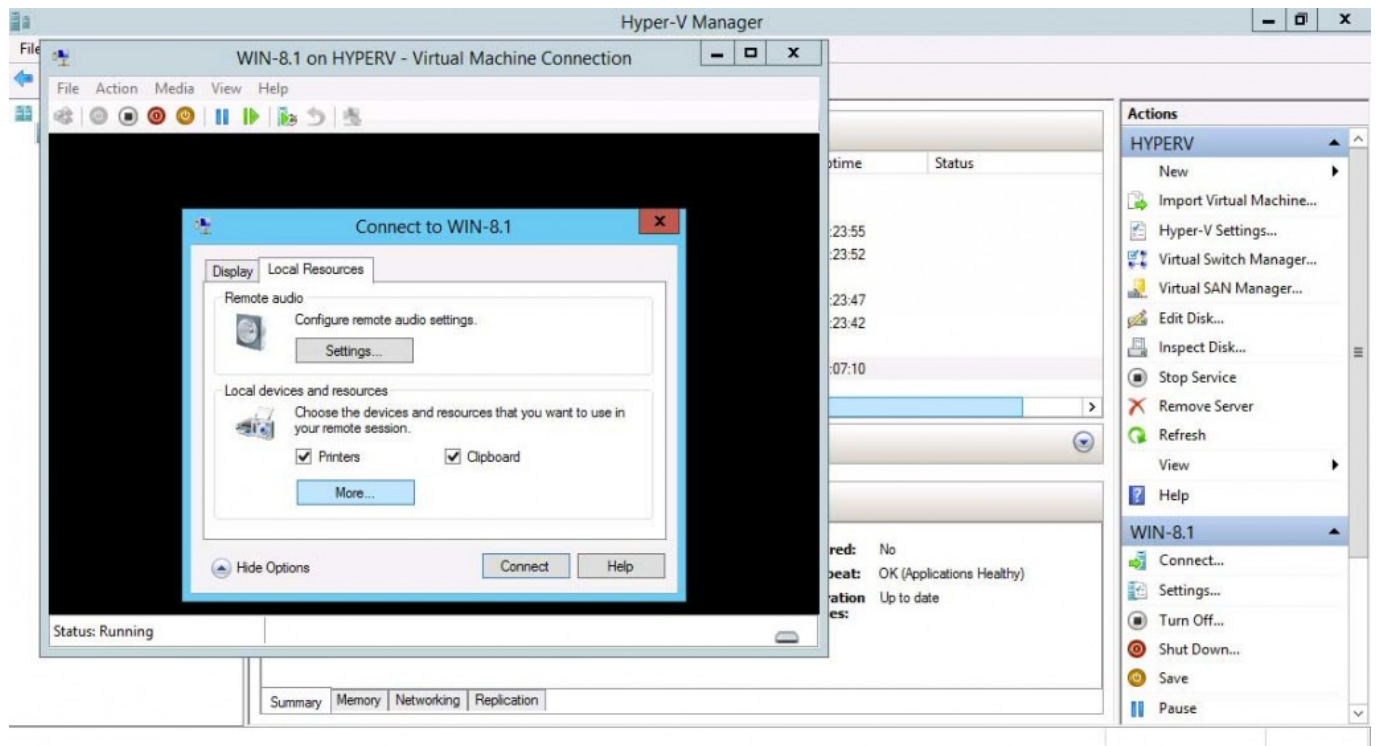 Hyper-V Manager
File
WIN-8.1 on HYPERV - Virtual Machine Connection
File Action Media View Help
Connect to WIN-8.1
Display
Local Resources
Remote audio
Configure remote audio settings.
Settings...
Local devices and resources
Choose the devices and resources that you want to use in
your remote session.
Printers
Clipboard
More...
Hide Options
Connect
Help
Status: Running
Status
:23:55
:23:52
:23:47
:23:42
:07:10
No
OK (Applications Healthy)
Up to date
Summary
Memory
Networking
Replication
Actions
HYPERV
New
Import Virtual Machine...
Hyper-V Settings...
Virtual Switch Manager...
Virtual SAN Manager...
Edit Disk...
Inspect Disk...
Stop Service
Remove Server
Refresh
View
Help
WIN-8.1
Connect...
Settings...
Turn Off...
Shut Down...
Save
Pause